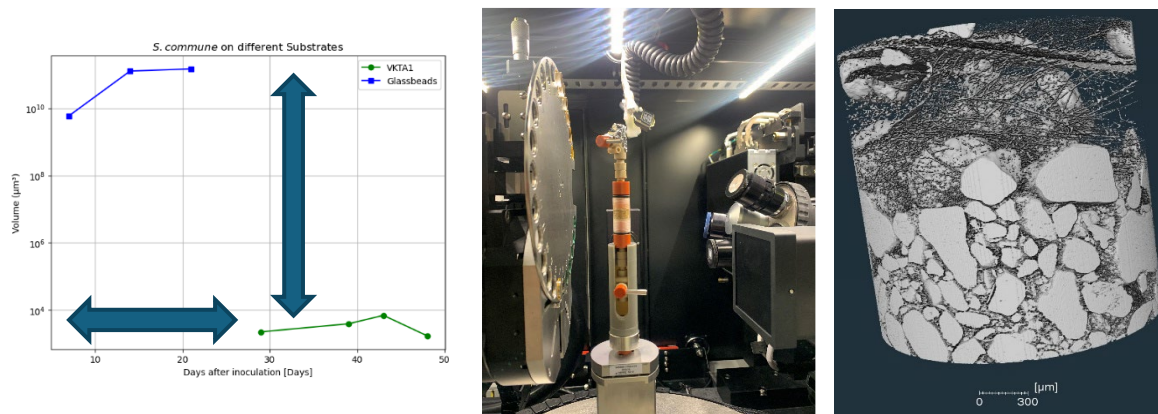 S. commune on different Substrates
VKTA1
Glassbeads
10¹⁰
10⁸
10⁶
10⁴
Volume (μm³)
10
20
30
40
50
Days after inoculation [Days]
[μm]
0 300